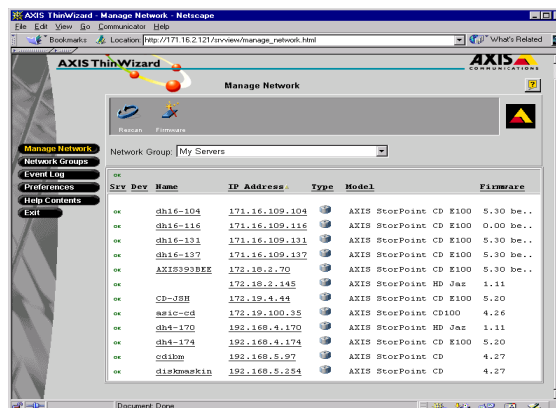 AXIS ThinWizard - Manage Network - Netscape
File Edit View Go Communicator Help
Bookmarks Location: http://171.16.2.121/srvview/manage_network.html What's Related
AXIS ThinWizard
AXIS
COMMUNICATIONS
Manage Network
?
Rescan Firmware
Manage Network
Network Groups
Event Log
Preferences
Help Contents
Exit
Network Group: My Servers
OK
Srv Dev Name IP Address Type Model Firmware
OK dh16-104 171.16.109.104 AXIS StorPoint CD E100 5.30 be..
OK dh16-116 171.16.109.116 AXIS StorPoint CD E100 0.00 be..
OK dh16-131 171.16.109.131 AXIS StorPoint CD E100 5.30 be..
OK dh16-137 171.16.109.137 AXIS StorPoint CD E100 5.30 be..
OK AXIS393BEE 172.18.2.70 AXIS StorPoint CD E100 5.30 be..
172.18.2.145 AXIS StorPoint HD Jaz 1.11
OK CD-JSH 172.19.4.44 AXIS StorPoint CD E100 5.20
OK asic-cd 172.19.100.35 AXIS StorPoint CD100 4.26
OK dh4-170 192.168.4.170 AXIS StorPoint HD Jaz 1.11
OK dh4-174 192.168.4.174 AXIS StorPoint CD E100 5.20
OK cdibm 192.168.5.97 AXIS StorPoint CD 4.27
OK diskmaskin 192.168.5.254 AXIS StorPoint CD 4.27
Document: Done